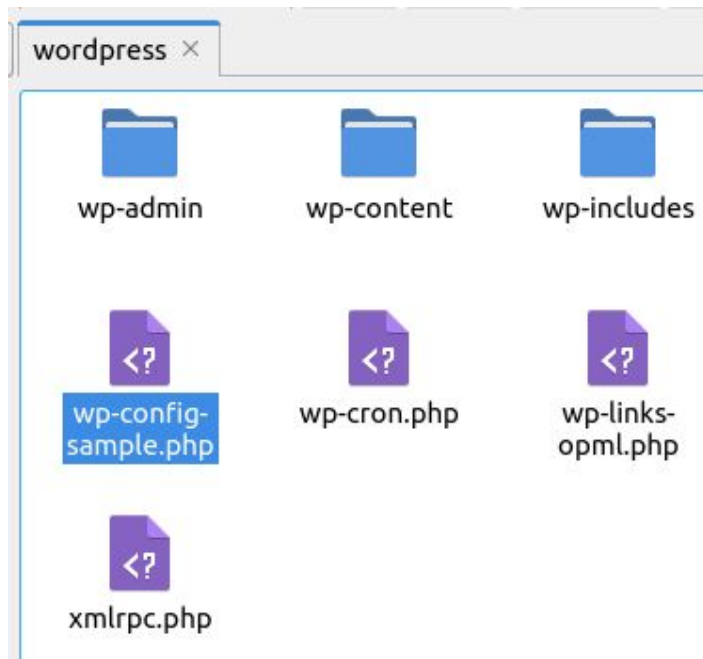 wordpress
wp-admin
wp-content
wp-includes
<?
<?
<?
wp-config-
sample.php
wp-cron.php
wp-links-
opml.php
<?
xmlrpc.php